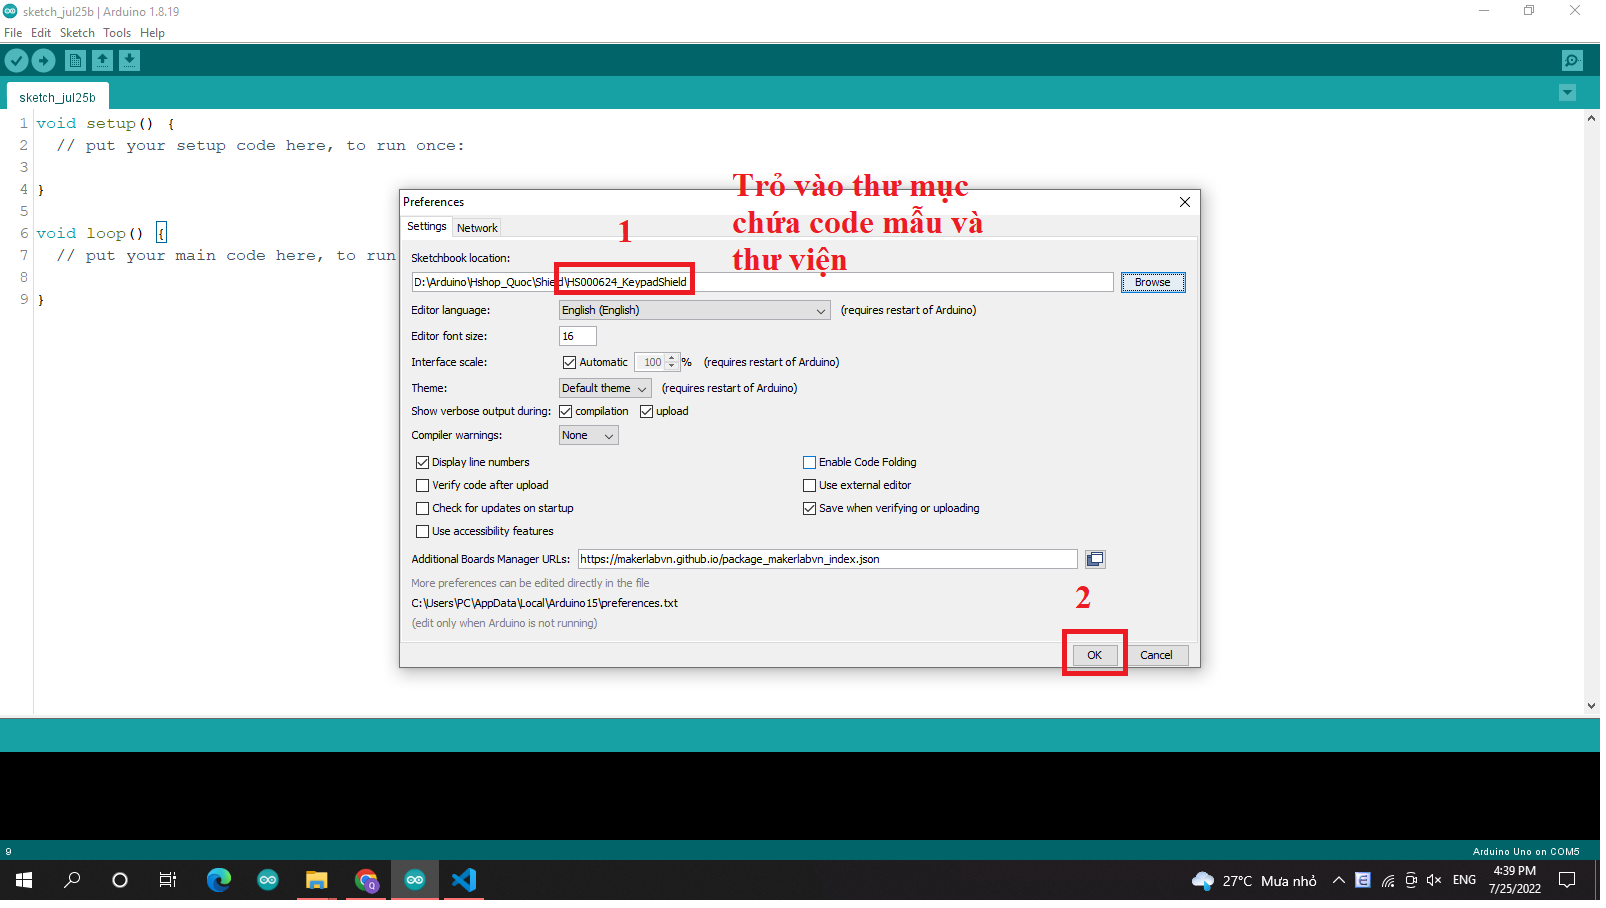 sketch_jul25b | Arduino 1.8.19
File Edit Sketch Tools Help
sketch_jul25b
1 void setup() {
2 // put your setup code here, to run once:
3
4 }
5
6 void loop() {
7 // put your main code here, to run
8
9 }
Trỏ vào thư mục
chứa code mẫu và
thư viện
Preferences
Settings Network
1
Sketchbook location:
D:\Arduino\Hshop_Quoc\Shield\HS000624_KeypadShield Browse
Editor language: English (English) (requires restart of Arduino)
Editor font size: 16
Interface scale: Automatic 100 % (requires restart of Arduino)
Theme: Default theme (requires restart of Arduino)
Show verbose output during: compilation upload
Compiler warnings: None
Display line numbers Enable Code Folding
Verify code after upload Use external editor
Check for updates on startup Save when verifying or uploading
Use accessibility features
Additional Boards Manager URLs: https://makerlabvn.github.io/package_makerlabvn_index.json
More preferences can be edited directly in the file
C:\Users\PC\AppData\Local\Arduino15\preferences.txt
(edit only when Arduino is not running)
2
OK Cancel
9 Arduino Uno on COM5
27°C Mưa nhỏ ENG 4:39 PM
7/25/2022